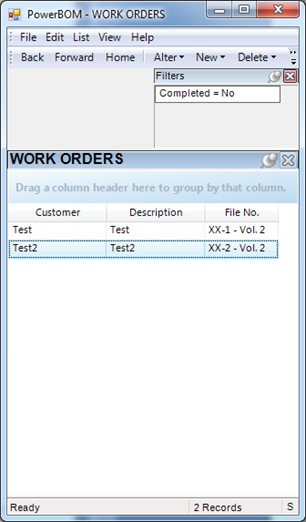 PowerBOM - WORK ORDERS
File Edit List View Help
Back Forward Home Alter New Delete
Filters
Completed = No
WORK ORDERS
Drag a column header here to group by that column.
Customer Description File No.
Test Test XX-1 - Vol. 2
Test2 Test2 XX-2 - Vol. 2
Ready 2 Records S